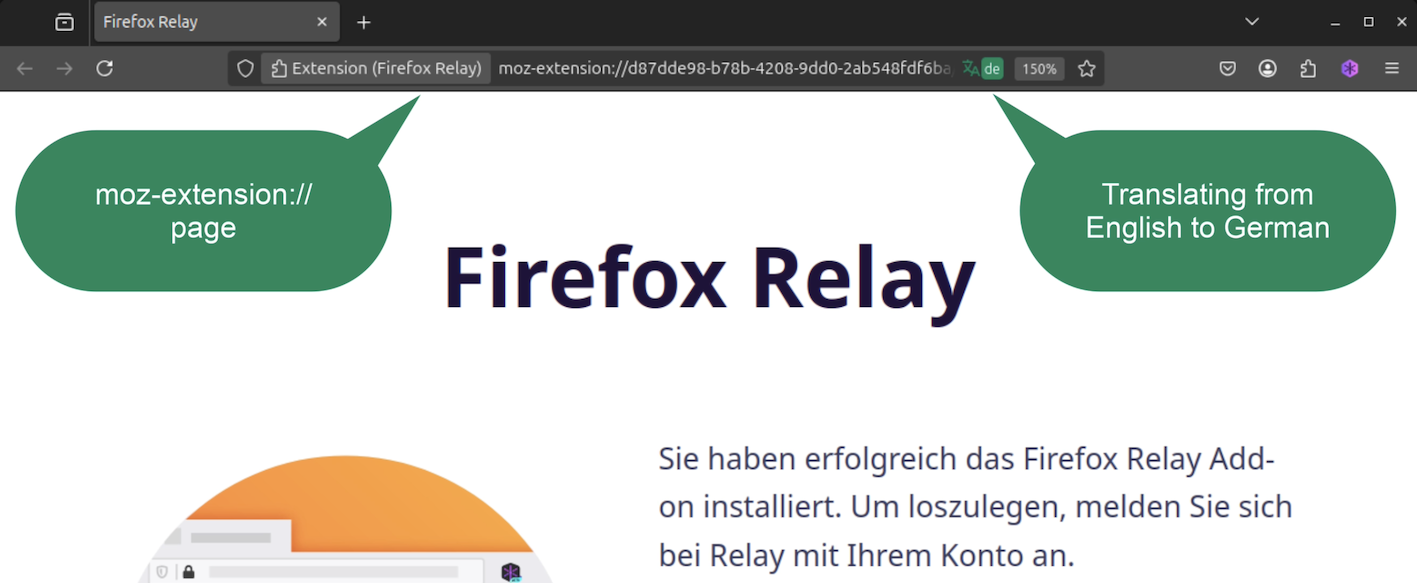 Firefox Relay
Extension (Firefox Relay) moz-extension://d87dde98-b78b-4208-9dd0-2ab548fdf6ba de 150%
moz-extension://
page
Translating from
English to German
Firefox Relay
Sie haben erfolgreich das Firefox Relay Add-
on installiert. Um loszulegen, melden Sie sich
bei Relay mit Ihrem Konto an.